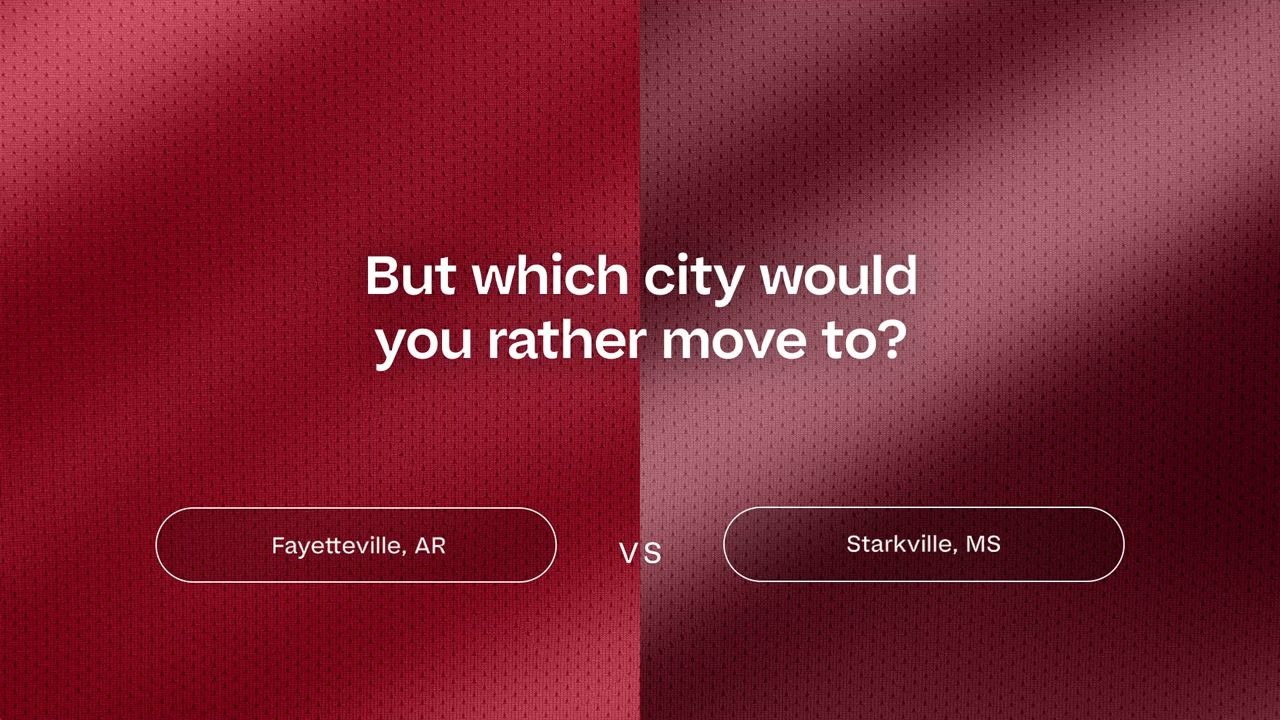 But which city would
you rather move to?
Fayetteville, AR
VS
Starkville, MS